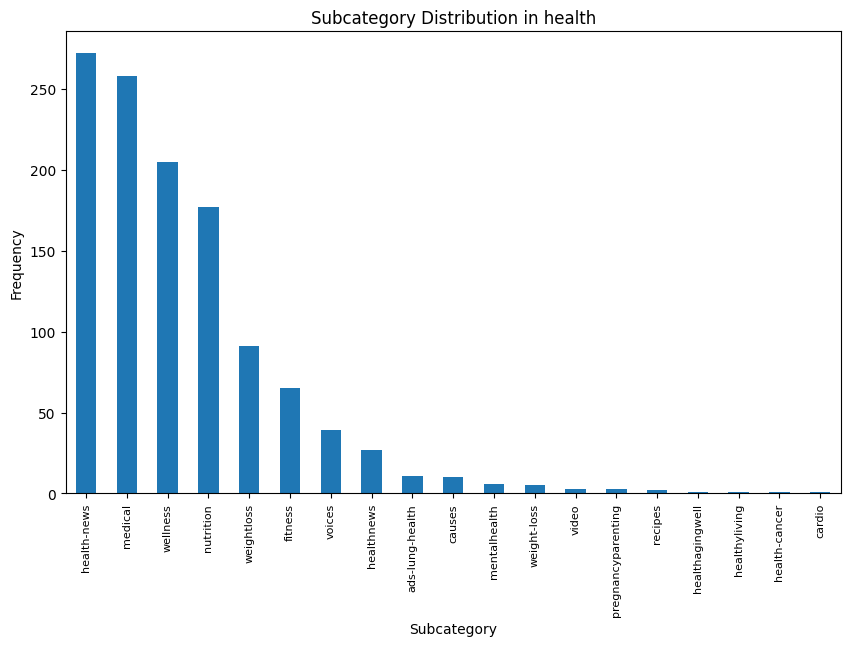 Subcategory Distribution in health
Frequency
250
200
150
100
50
0
health-news
medical
wellness
nutrition
weightloss
fitness
voices
healthnews
ads-lung-health
causes
mentalhealth
weight-loss
video
pregnancyparenting
recipes
healthagingwell
healthyliving
health-cancer
cardio
Subcategory